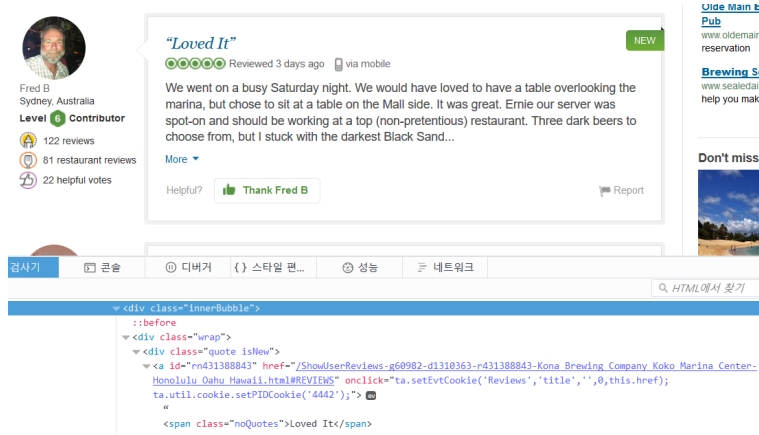 Olde Main
Pub
www.oldemain
reservation
Brewing
www.sealedai
help you mak
Don't miss
"Loved It"
NEW
Reviewed 3 days ago via mobile
We went on a busy Saturday night. We would have loved to have a table overlooking the
marina, but chose to sit at a table on the Mall side. It was great. Ernie our server was
spot-on and should be working at a top (non-pretentious) restaurant. Three dark beers to
choose from, but I stuck with the darkest Black Sand...
More
Helpful? Thank Fred B
Report
Fred B
Sydney, Australia
Level 6 Contributor
122 reviews
81 restaurant reviews
22 helpful votes
검사기 콘솔 디버거 {} 스타일 편... 성능 네트워크
HTML에서 찾기
<div class="innerBubble">
::before
<div class="wrap">
<div class="quote isNew">
<a id="rn431388843" href="/ShowUserReviews-g60982-d1310363-r431388843-Kona Brewing Company Koko Marina Center-
Honolulu Oahu Hawaii.html#REVIEWS" onclick="ta.setEvtCookie('Reviews','title','',0,this.href);
ta.util.cookie.setPIDCookie('4442');"> ev
“
<span class="noQuotes">Loved It</span>